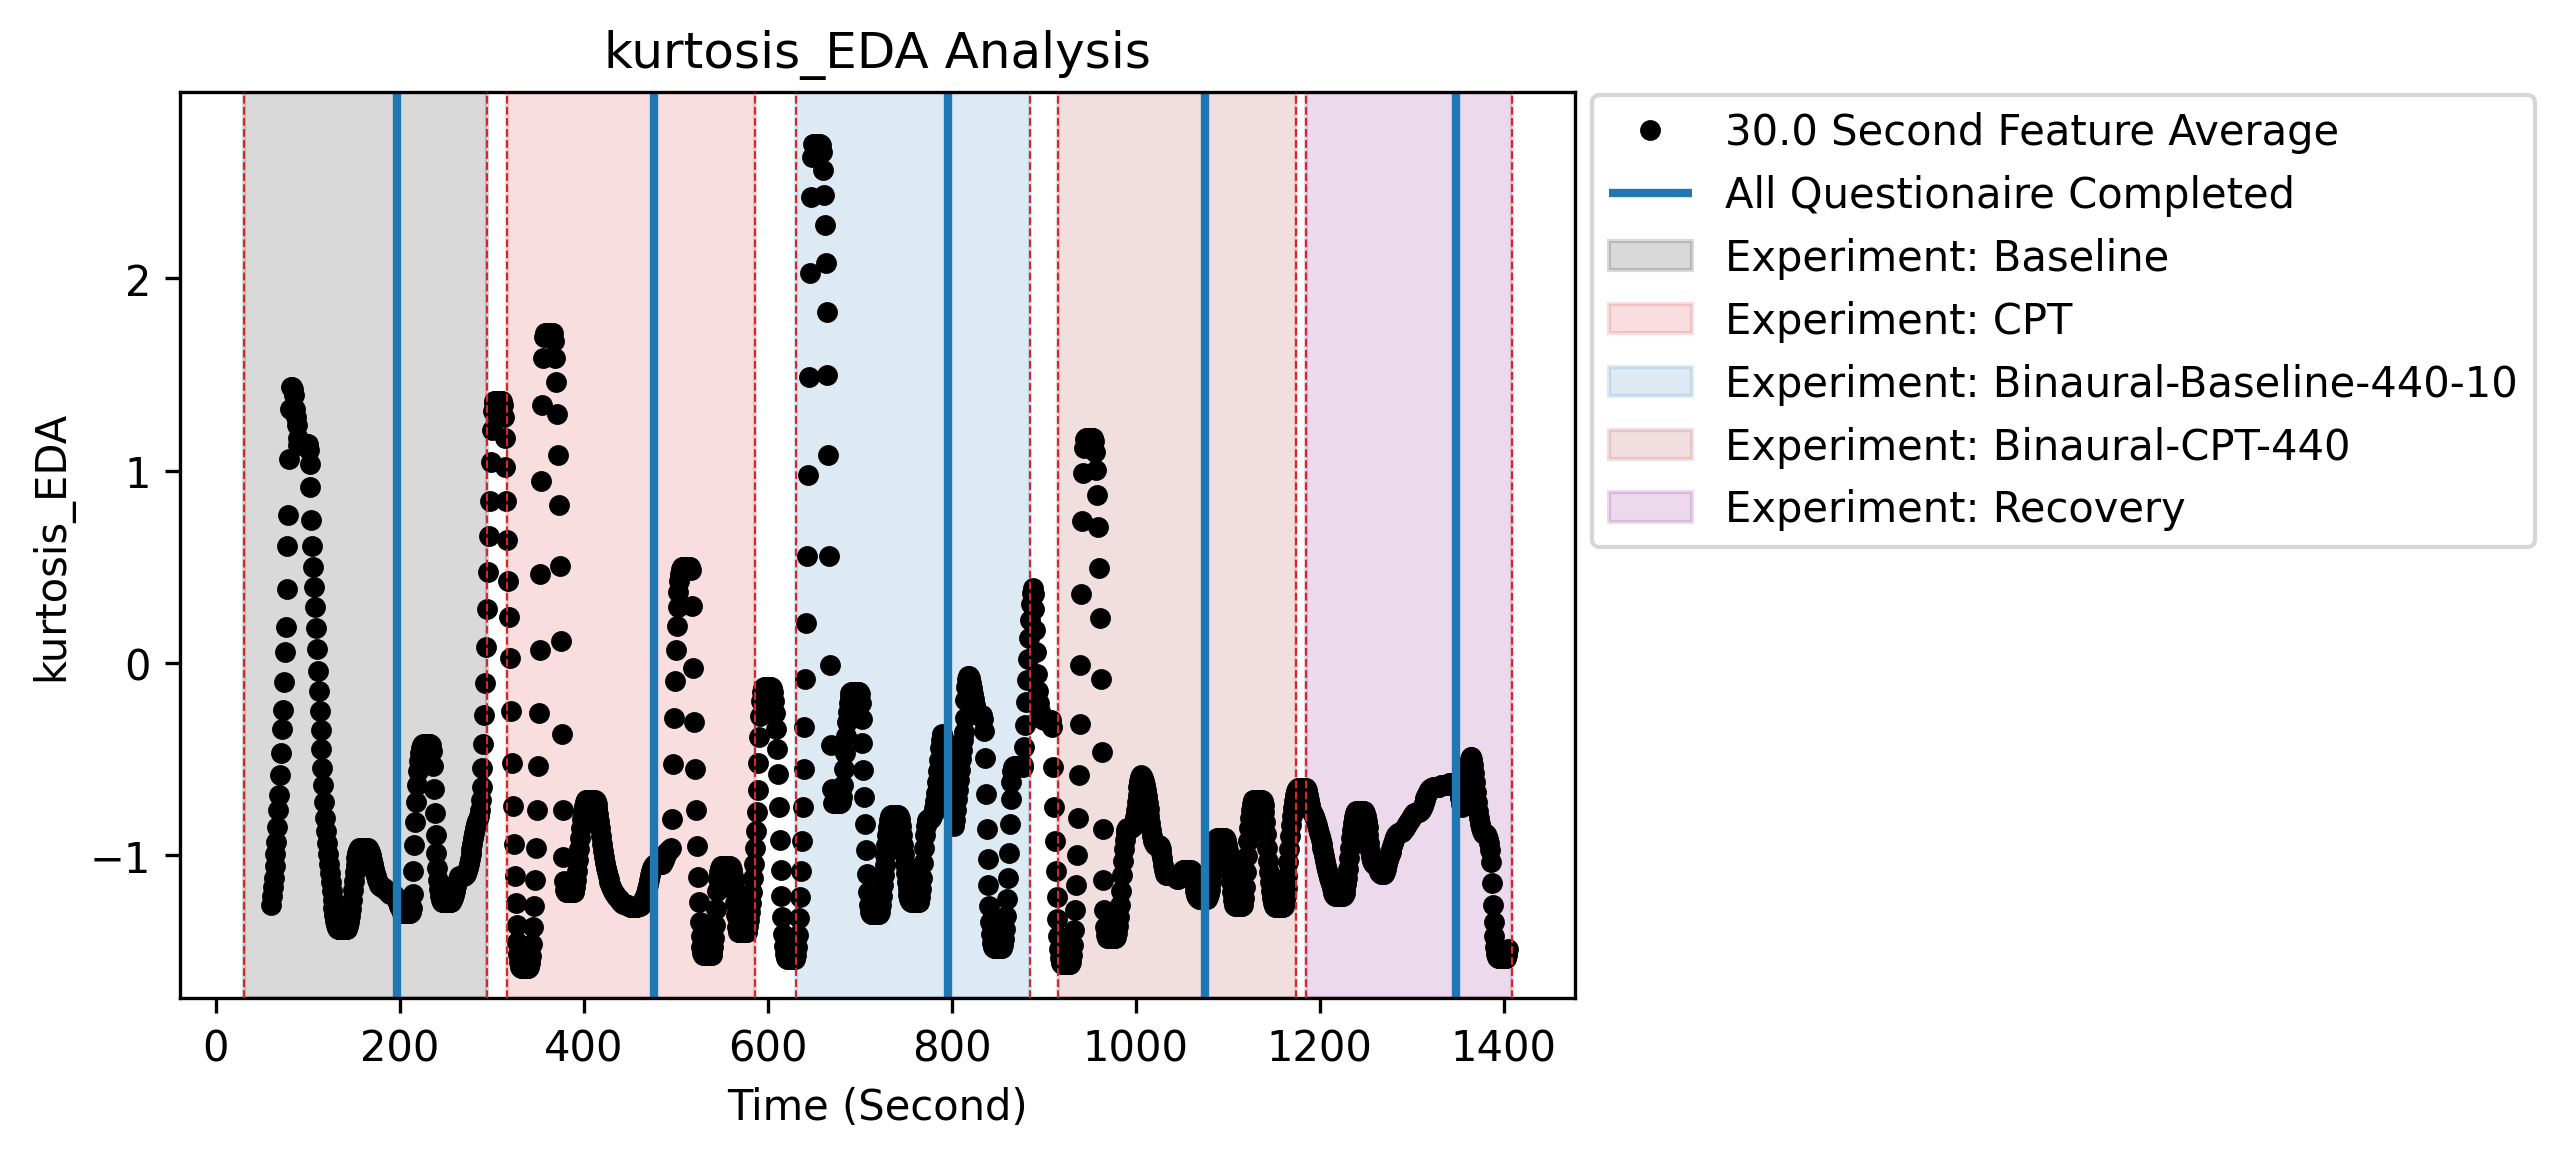 kurtosis_EDA Analysis
kurtosis_EDA
2
1
0
−1
0 200 400 600 800 1000 1200 1400
Time (Second)
30.0 Second Feature Average
All Questionaire Completed
Experiment: Baseline
Experiment: CPT
Experiment: Binaural-Baseline-440-10
Experiment: Binaural-CPT-440
Experiment: Recovery